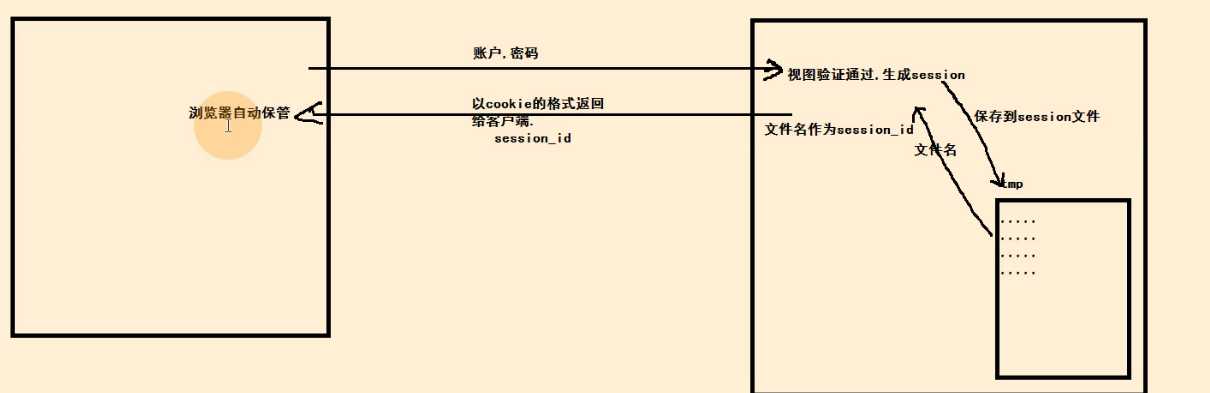 账户,密码
视图验证通过,生成session
浏览器自动保管
以cookie的格式返回
给客户端.
session_id
保存到session文件
文件名作为session_id
文件名
tmp
.....
.....
.....
.....